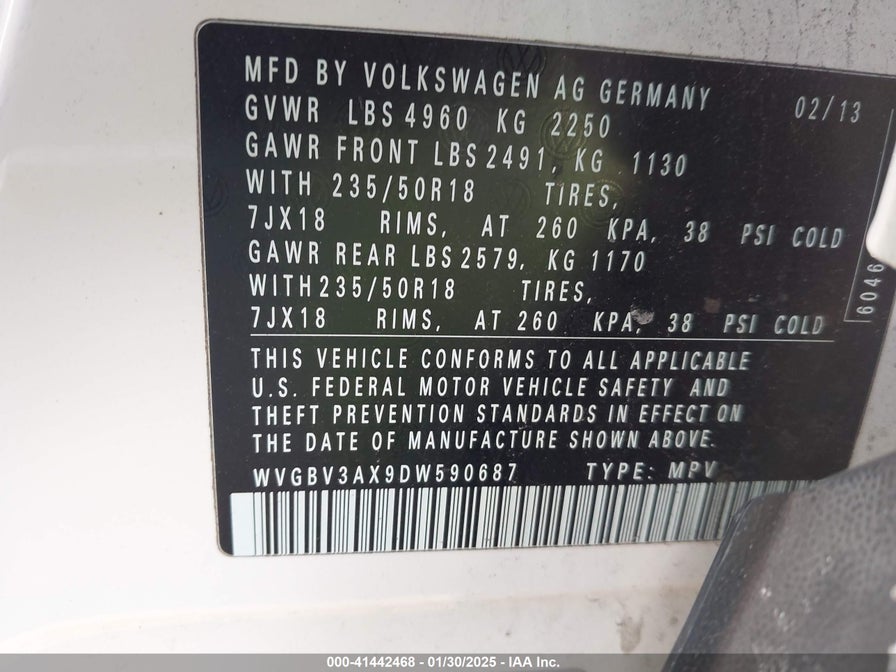 MFD BY VOLKSWAGEN AG GERMANY 02/13
GVWR LBS 4960 KG 2250
GAWR FRONT LBS 2491, KG 1130
WITH 235/50R18 TIRES,
7JX18 RIMS, AT 260 KPA, 38 PSI COLD
GAWR REAR LBS 2579, KG 1170
WITH 235/50R18 TIRES,
7JX18 RIMS, AT 260 KPA, 38 PSI COLD
6046
THIS VEHICLE CONFORMS TO ALL APPLICABLE
U.S. FEDERAL MOTOR VEHICLE SAFETY AND
THEFT PREVENTION STANDARDS IN EFFECT ON
THE DATE OF MANUFACTURE SHOWN ABOVE.
WVGBV3AX9DW590687 TYPE: MPV
000-41442468 - 01/30/2025 - IAA Inc.